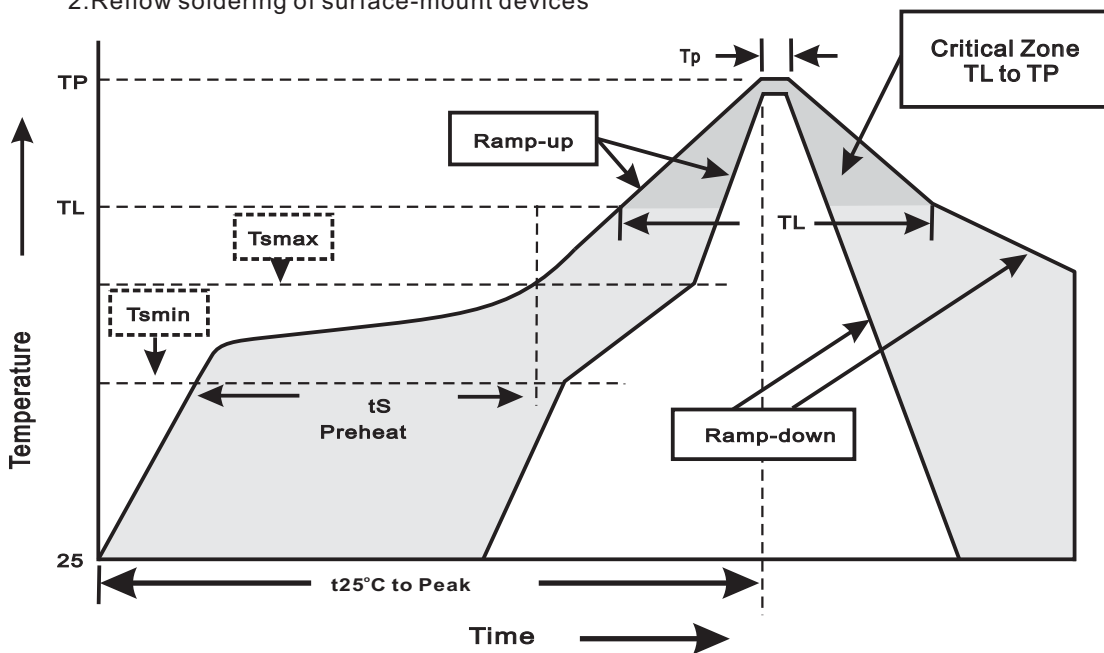 2.Reflow soldering of surface-mount devices
Tp
Critical Zone
TL to TP
TP
Ramp-up
TL
TL
Tsmax
Tsmin
Temperature
tS
Preheat
Ramp-down
25
t25°C to Peak
Time